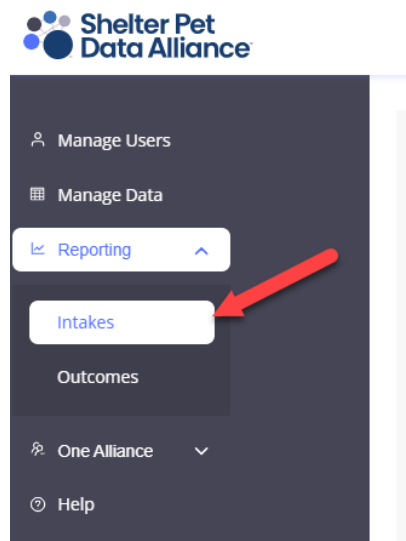 Shelter Pet
Data Alliance
Manage Users
Manage Data
Reporting
Intakes
Outcomes
One Alliance
Help